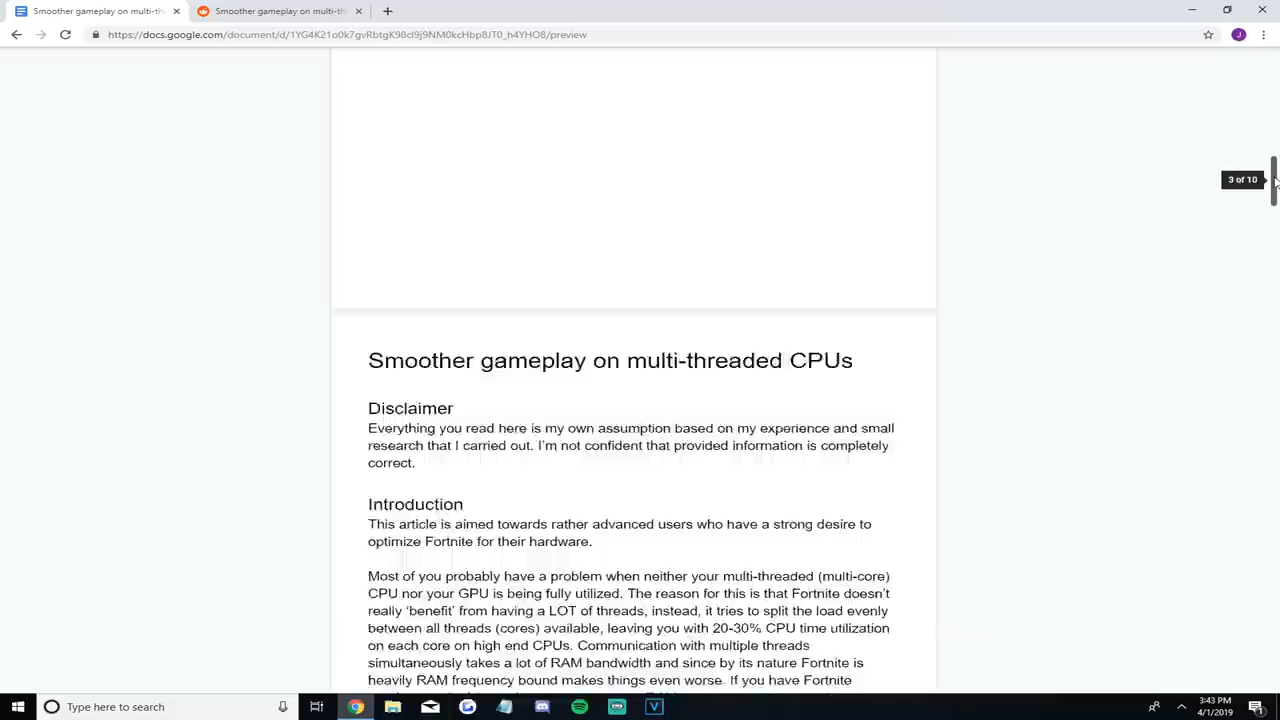 Smoother gameplay on multi-th
Smoother gameplay on multi-th
https://docs.google.com/document/d/1YG4K21o0k7gvRbtgK98cI9j9NM0kcHbp8JT0_h4YHO8/preview
J
3 of 10
Smoother gameplay on multi-threaded CPUs
Disclaimer
Everything you read here is my own assumption based on my experience and small
research that I carried out. I'm not confident that provided information is completely
correct.
Introduction
This article is aimed towards rather advanced users who have a strong desire to
optimize Fortnite for their hardware.
Most of you probably have a problem when neither your multi-threaded (multi-core)
CPU nor your GPU is being fully utilized. The reason for this is that Fortnite doesn't
really 'benefit' from having a LOT of threads, instead, it tries to split the load evenly
between all threads (cores) available, leaving you with 20-30% CPU time utilization
on each core on high end CPUs. Communication with multiple threads
simultaneously takes a lot of RAM bandwidth and since by its nature Fortnite is
heavily RAM frequency bound makes things even worse. If you have Fortnite
Type here to search
3:43 PM
4/1/2019